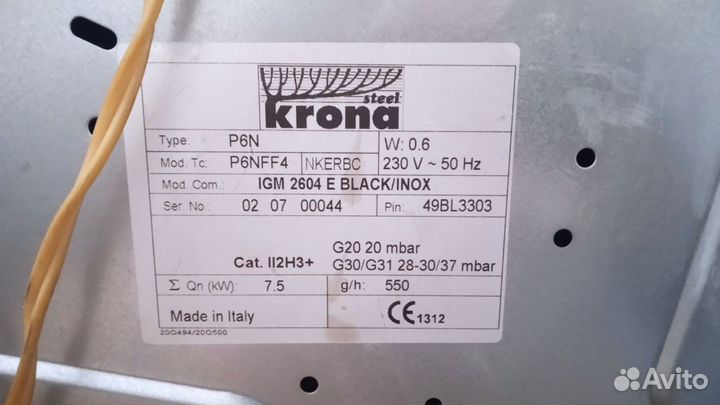 steel
krona
Type: P6N W: 0.6
Mod. Tc: P6NFF4 NKERBC 230 V ~ 50 Hz
Mod. Com.: IGM 2604 E BLACK/INOX
Ser. No.: 02 07 00044 Pin: 49BL3303
G20 20 mbar
Cat. II2H3+ G30/G31 28-30/37 mbar
Σ Qn (kW): 7.5 g/h: 550
Made in Italy CE 1312
20G494/20G500
Avito